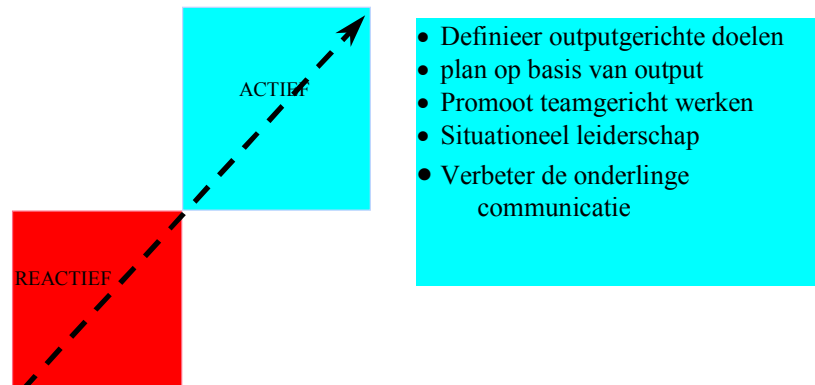 ACTIEF
REACTIEF
• Definieer outputgerichte doelen
• plan op basis van output
• Promoot teamgericht werken
• Situationeel leiderschap
• Verbeter de onderlinge
communicatie